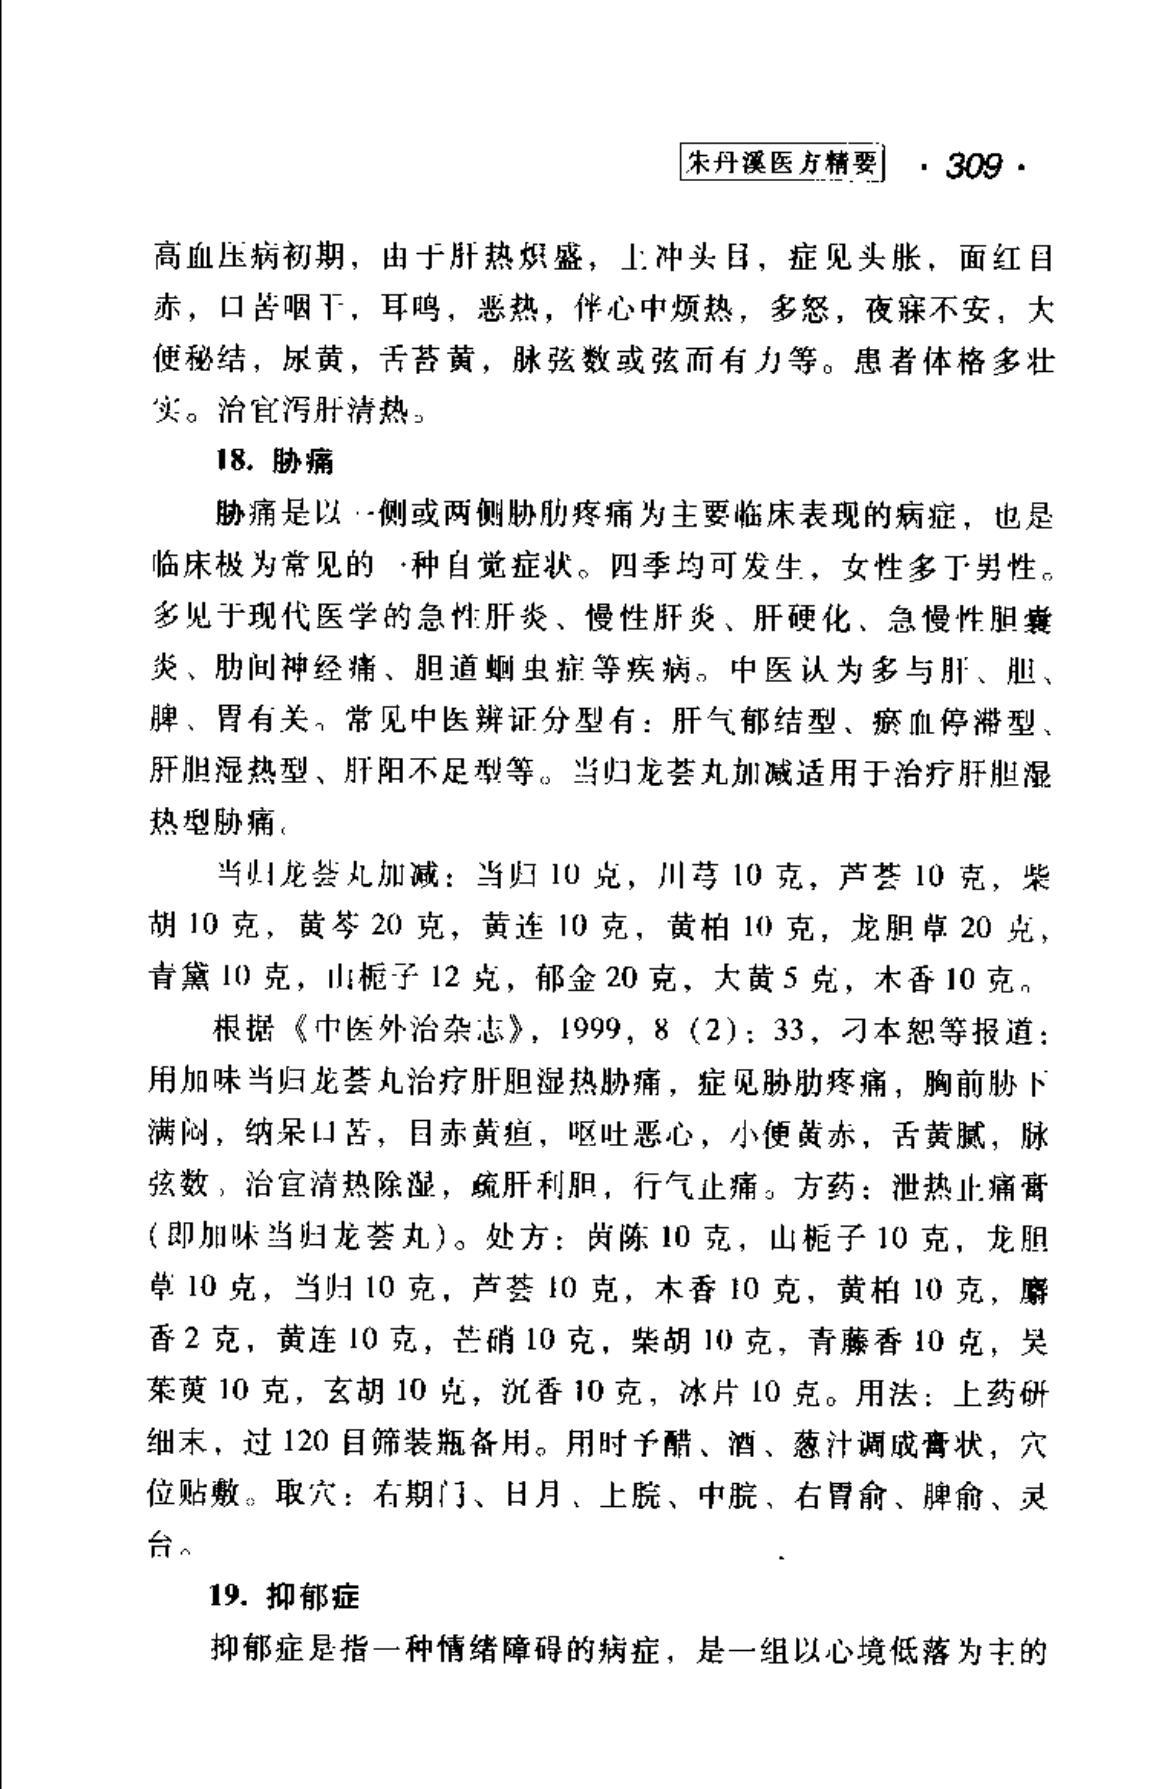 朱丹溪医方精要 · 309 ·
高血压病初期，由于肝热炽盛，上冲头目，症见头胀，面红目
赤，口苦咽干，耳鸣，恶热，伴心中烦热，多怒，夜寐不安，大
便秘结，尿黄，舌苔黄，脉弦数或弦而有力等。患者体格多壮
实。治宜泻肝清热。
18. 胁痛
胁痛是以一侧或两侧胁肋疼痛为主要临床表现的病症，也是
临床极为常见的一种自觉症状。四季均可发生，女性多于男性。
多见于现代医学的急性肝炎、慢性肝炎、肝硬化、急慢性胆囊
炎、肋间神经痛、胆道蛔虫症等疾病。中医认为多与肝、胆、
脾、胃有关。常见中医辨证分型有：肝气郁结型、瘀血停滞型、
肝胆湿热型、肝阳不足型等。当归龙荟丸加减适用于治疗肝胆湿
热型胁痛。
当归龙荟丸加减：当归 10 克，川芎 10 克，芦荟 10 克，柴
胡 10 克，黄芩 20 克，黄连 10 克，黄柏 10 克，龙胆草 20 克，
青黛 10 克，山栀子 12 克，郁金 20 克，大黄 5 克，木香 10 克。
根据《中医外治杂志》，1999，8（2）：33，刁本恕等报道：
用加味当归龙荟丸治疗肝胆湿热胁痛，症见胁肋疼痛，胸前胁下
满闷，纳呆口苦，目赤黄疸，呕吐恶心，小便黄赤，舌黄腻，脉
弦数。治宜清热除湿，疏肝利胆，行气止痛。方药：泄热止痛膏
（即加味当归龙荟丸）。处方：茵陈 10 克，山栀子 10 克，龙胆
草 10 克，当归 10 克，芦荟 10 克，木香 10 克，黄柏 10 克，麝
香 2 克，黄连 10 克，芒硝 10 克，柴胡 10 克，青藤香 10 克，吴
茱萸 10 克，玄胡 10 克，沉香 10 克，冰片 10 克。用法：上药研
细末，过 120 目筛装瓶备用。用时予醋、酒、葱汁调成膏状，穴
位贴敷。取穴：右期门、日月、上脘、中脘、右胃俞、脾俞、灵
台。
19. 抑郁症
抑郁症是指一种情绪障碍的病症，是一组以心境低落为主的